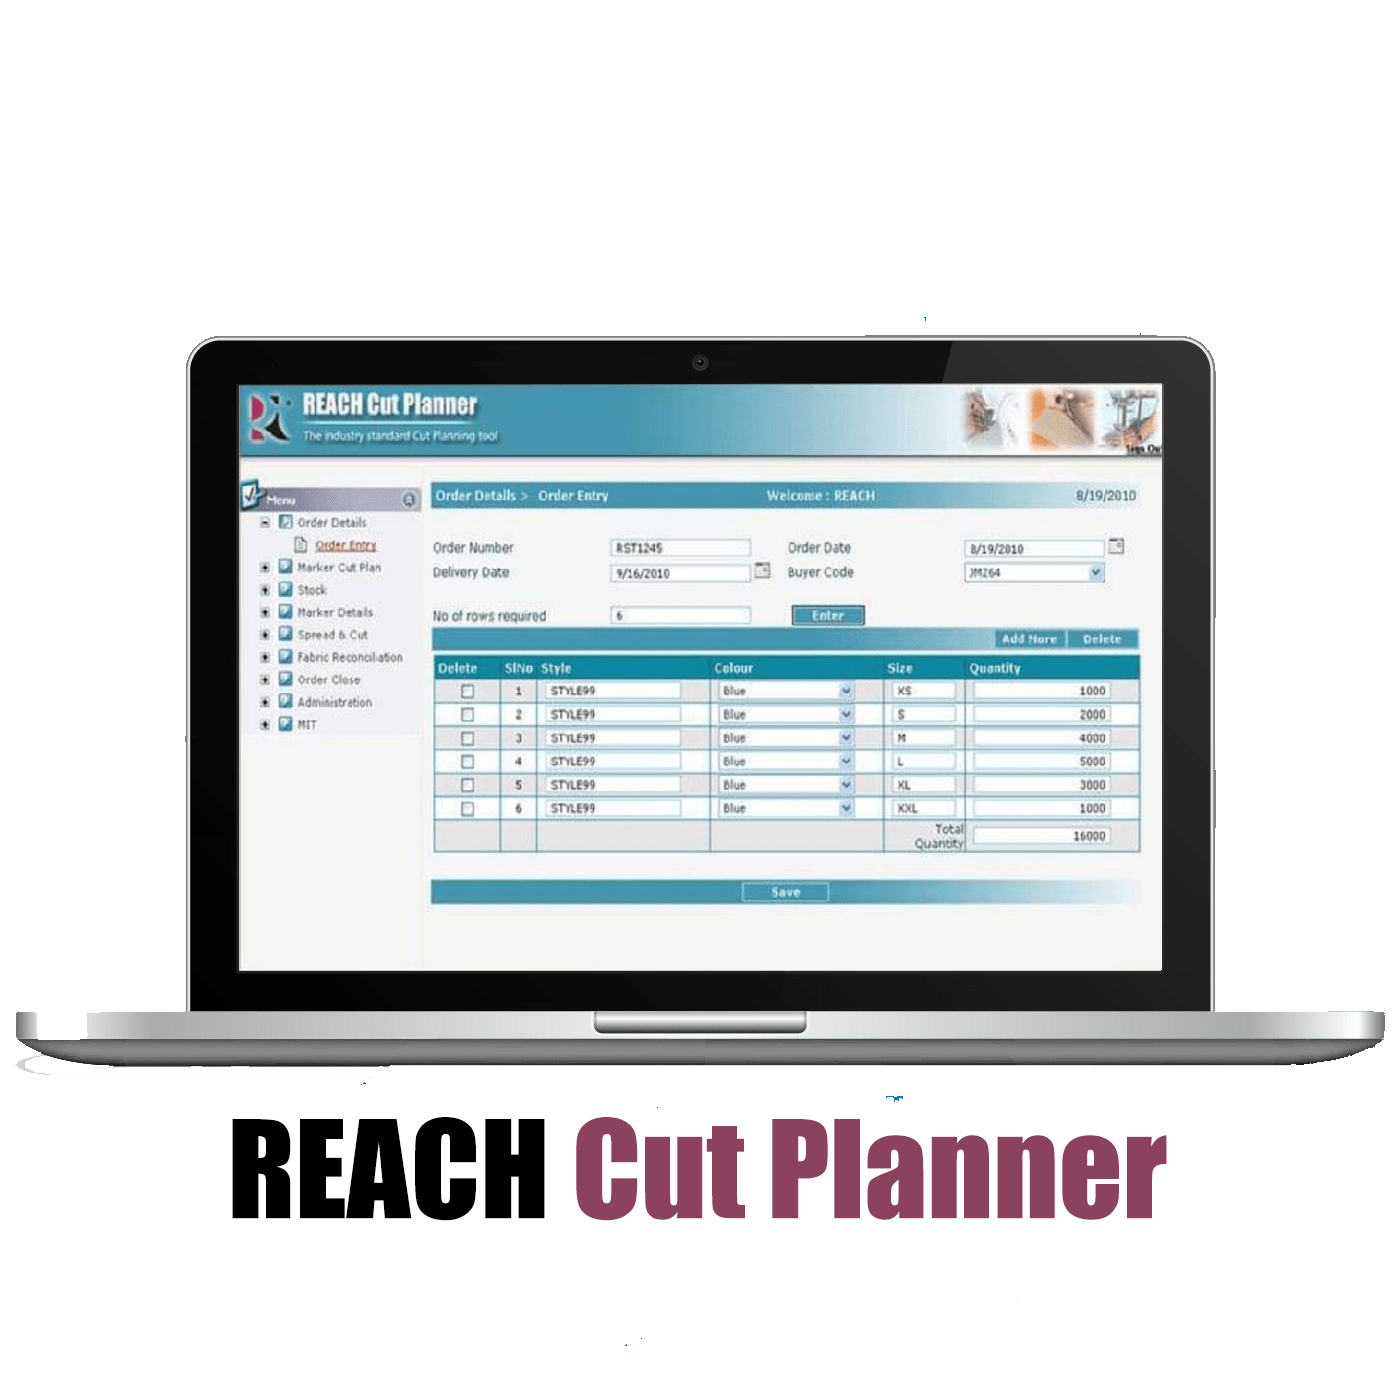 REACH Cut Planner
The industry standard Cut Planning tool
Sign Ou
Menu
Order Details
Order Entry
Marker Cut Plan
Stock
Marker Details
Spread & Cut
Fabric Reconciliation
Order Close
Administration
MIT
Order Details > Order Entry Welcome : REACH 8/19/2010
Order Number RST1245 Order Date 8/19/2010
Delivery Date 9/16/2010 Buyer Code JM264
No of rows required 6 Enter
Add More Delete
Delete SlNo Style Colour Size Quantity
1 STYLE99 Blue XS 1000
2 STYLE99 Blue S 2000
3 STYLE99 Blue M 4000
4 STYLE99 Blue L 5000
5 STYLE99 Blue XL 3000
6 STYLE99 Blue XXL 1000
Total
Quantity 16000
Save
REACH Cut Planner